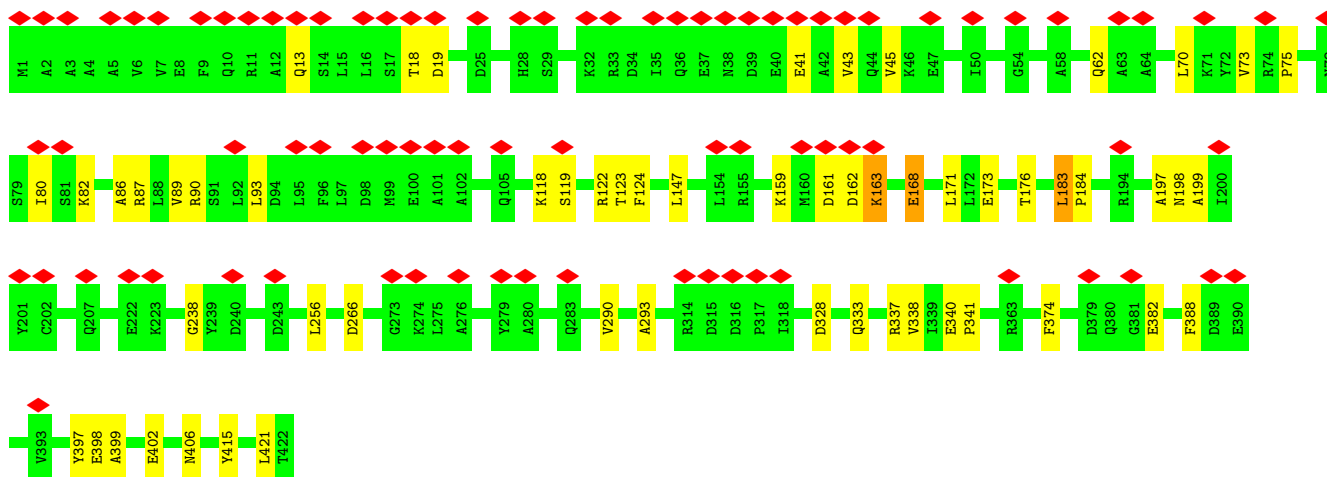 M1 A2 A3 A4 A5 V6 V7 E8 F9 Q10 R11 A12 Q13 S14 L15 L16 S17 T18 D19 D25 H28 S29 K32 R33 D34 I35 Q36 E37 N38 D39 E40 E41 A42 V43 Q44 V45 K46 E47 I50 G54 A58 Q62 A63 A64 L70 K71 Y72 V73 R74 P75
S79 I80 S81 K82 A86 R87 L88 V89 R90 S91 L92 L93 D94 L95 F96 L97 D98 M99 E100 A101 A102 Q105 K118 S119 R122 T123 F124 L147 L154 R155 K159 M160 D161 D162 K163 E168 L171 L172 E173 T176 L183 P184 R194 A197 N198 A199 I200
Y201 C202 Q207 E222 K223 G238 Y239 D240 D243 L256 D266 G273 K274 L275 A276 Y279 A280 Q283 V290 A293 R314 D315 D316 P317 I318 D328 Q333 R337 V338 I339 E340 P341 R363 F374 D379 Q380 G381 E382 F388 D389 E390
V393 Y397 E398 A399 E402 N406 Y415 L421 T422